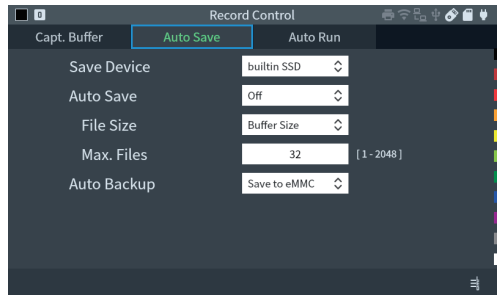 D Record Control
Capt. Buffer Auto Save Auto Run
Save Device builtin SSD
Auto Save Off
File Size Buffer Size
Max. Files 32 [ 1 - 2048 ]
Auto Backup Save to eMMC